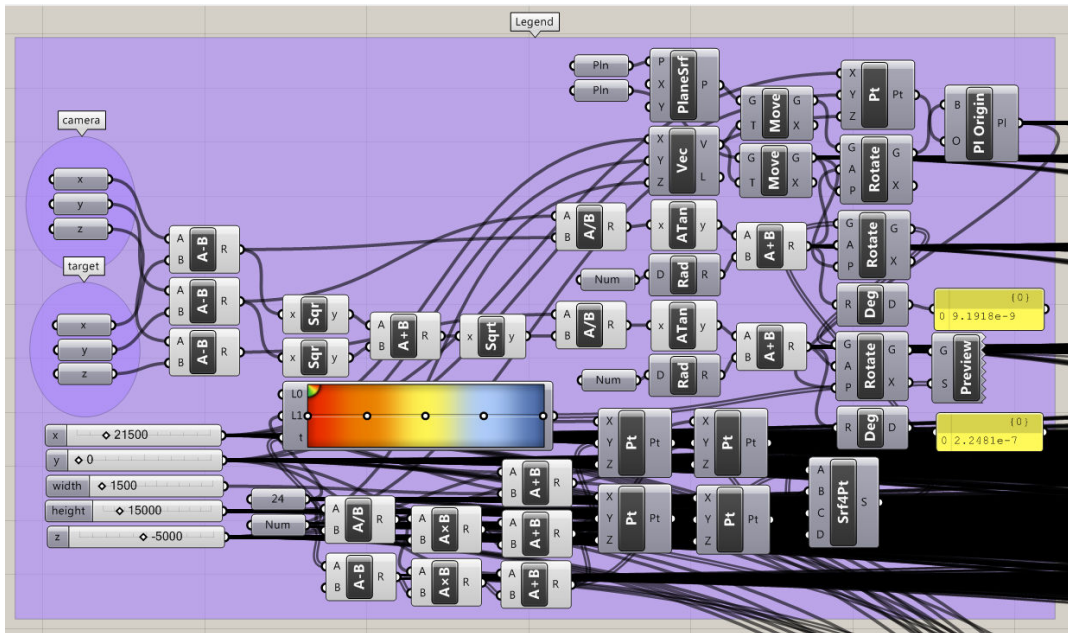 Legend
Pln
Pln
P X Y PlaneSrf P
G T Move G X
X Y Z Pt Pt
B O Pl Origin Pl
camera
x
y
z
X Y Z Vec V L
G T Move G X
G A P Rotate G X
A B A-B R
A B A/B R
x ATan y
A B A+B R
G A P Rotate G X
target
x
y
z
A B A-B R
A B A-B R
Num
D Rad R
R Deg D
{0}
0 9.1918e-9
x Sqr y
x Sqr y
A B A+B R
x Sqrt y
A B A/B R
x ATan y
A B A+B R
G A P Rotate G X
G S Preview
Num
D Rad R
R Deg D
{0}
0 2.2481e-7
L0
L1
t
x 21500
y 0
width 1500
height 15000
z -5000
24
Num
X Y Z Pt Pt
X Y Z Pt Pt
X Y Z Pt Pt
X Y Z Pt Pt
A B C D Srf4Pt S
A B A+B R
A B A/B R
A B A×B R
A B A+B R
A B A-B R
A B A×B R
A B A+B R